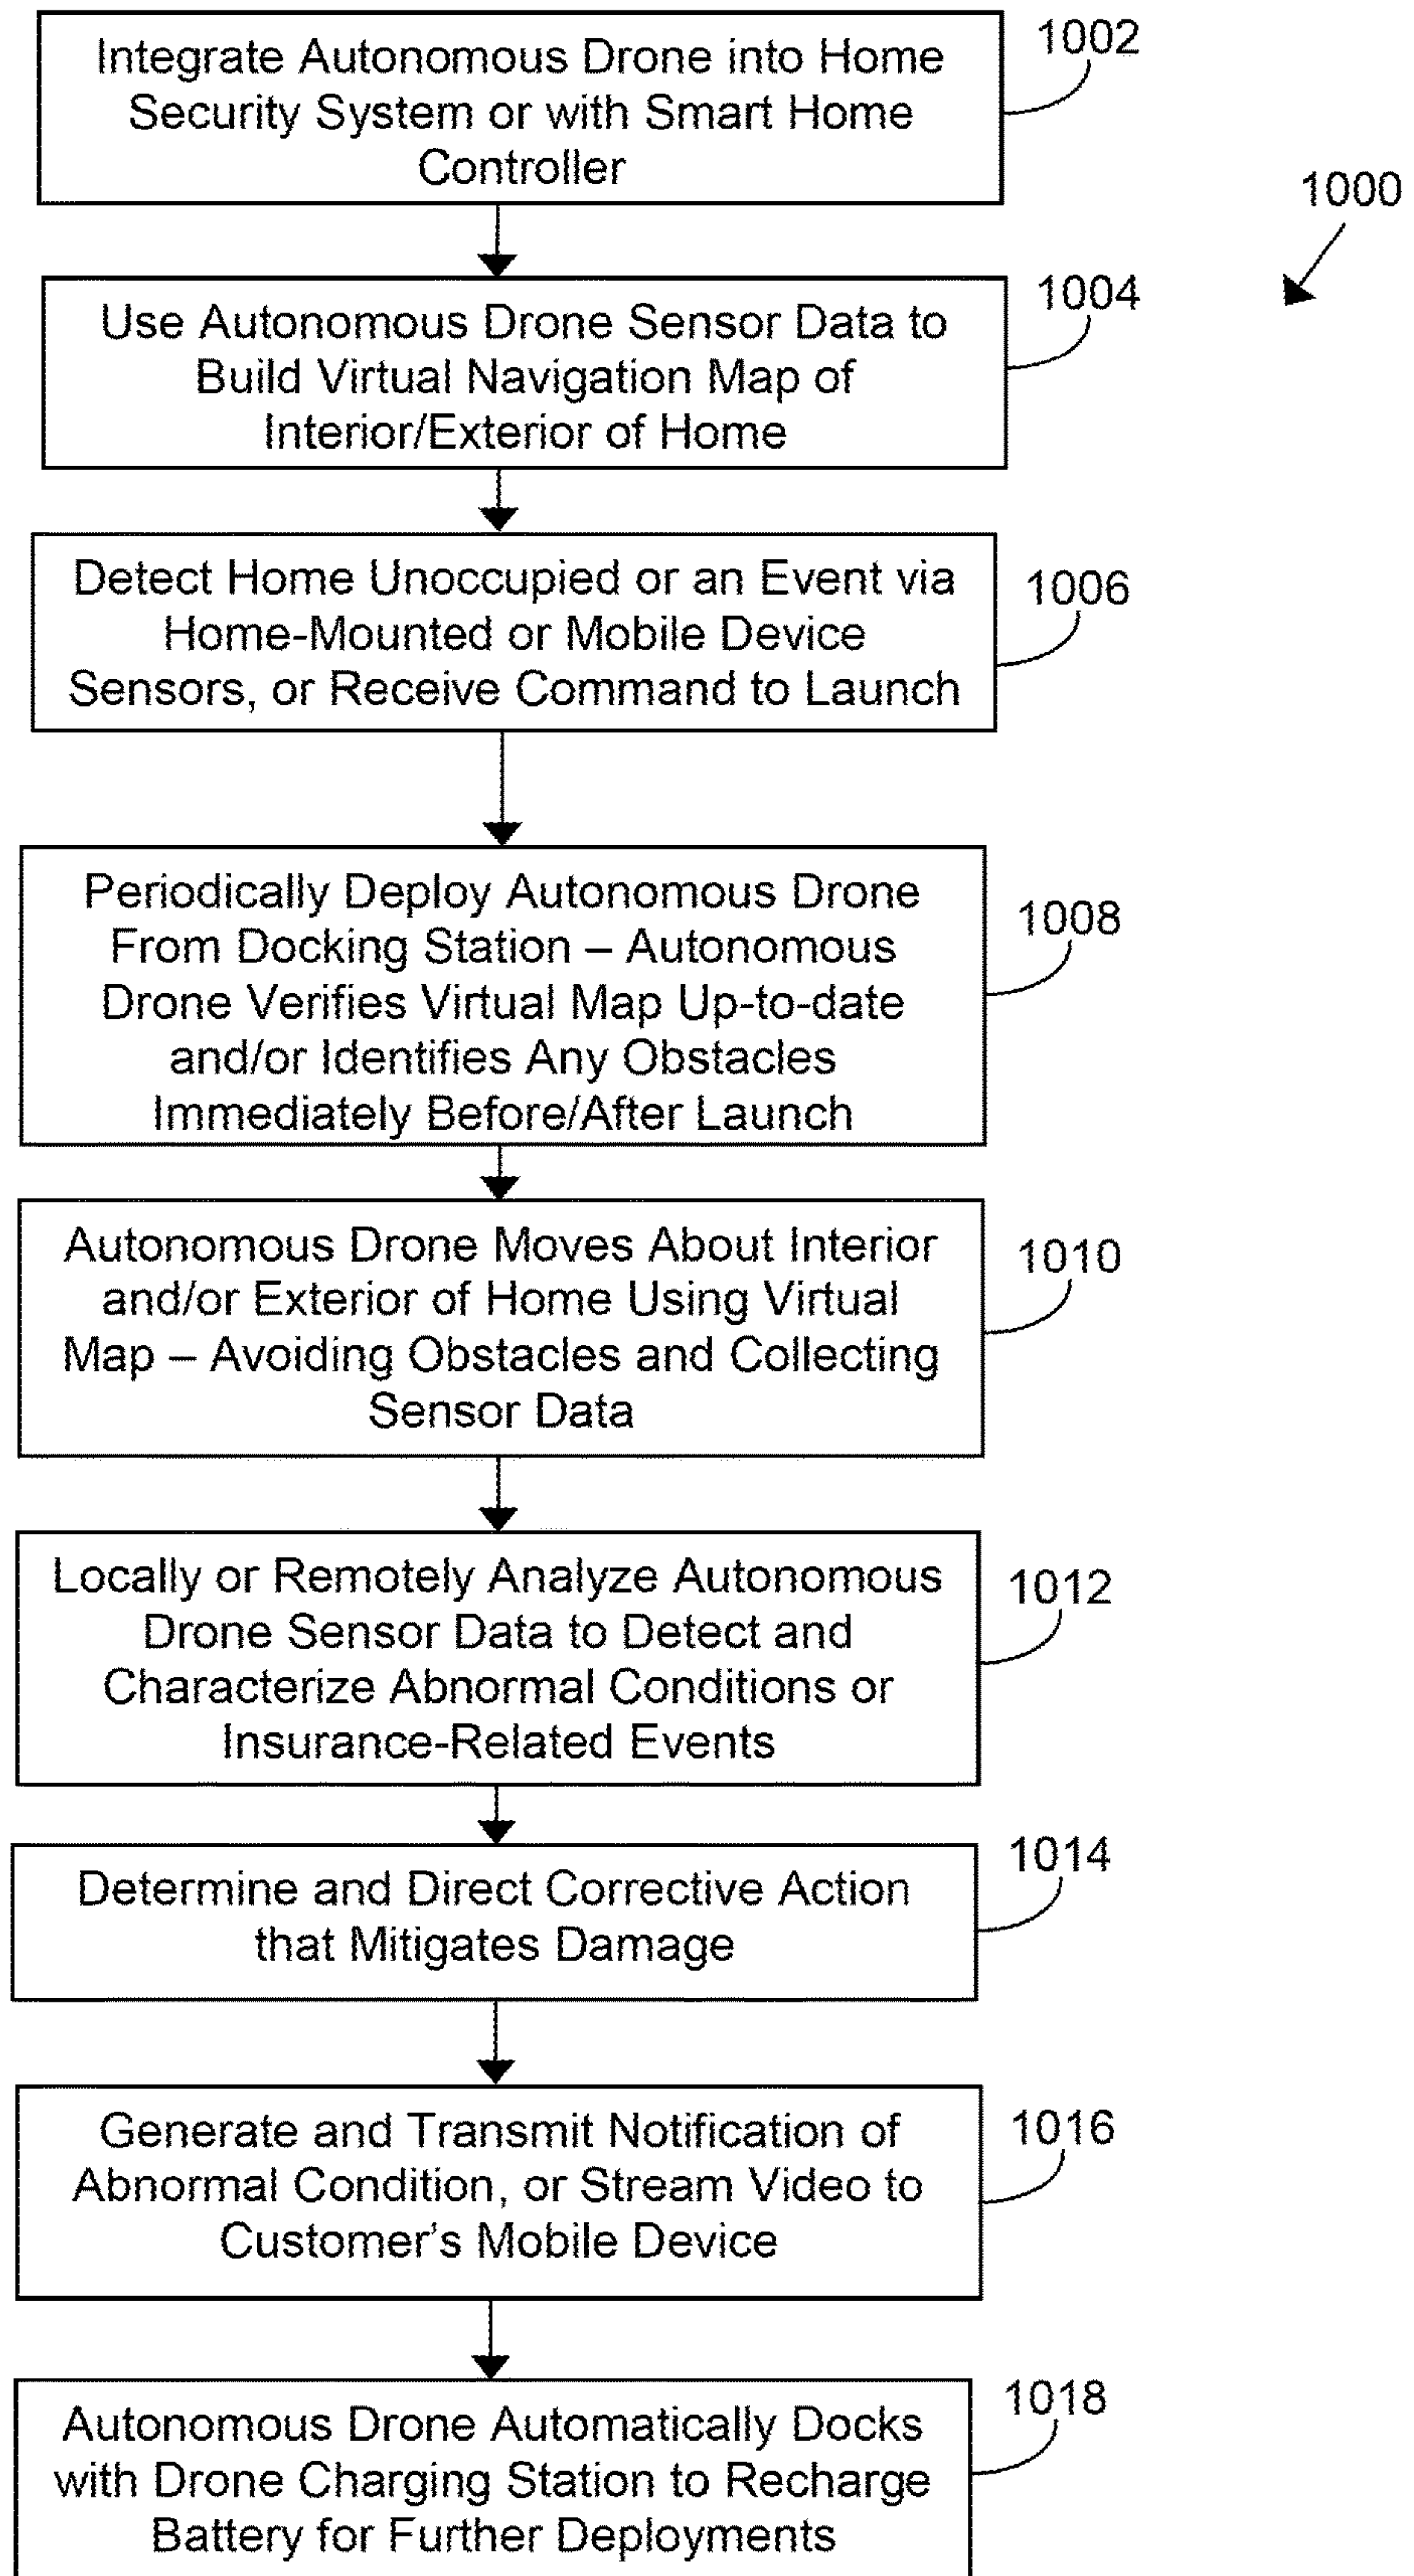 Integrate Autonomous Drone into Home
Security System or with Smart Home
Controller
1002
1000
Use Autonomous Drone Sensor Data to
Build Virtual Navigation Map of
Interior/Exterior of Home
1004
Detect Home Unoccupied or an Event via
Home-Mounted or Mobile Device
Sensors, or Receive Command to Launch
1006
Periodically Deploy Autonomous Drone
From Docking Station – Autonomous
Drone Verifies Virtual Map Up-to-date
and/or Identifies Any Obstacles
Immediately Before/After Launch
1008
Autonomous Drone Moves About Interior
and/or Exterior of Home Using Virtual
Map – Avoiding Obstacles and Collecting
Sensor Data
1010
Locally or Remotely Analyze Autonomous
Drone Sensor Data to Detect and
Characterize Abnormal Conditions or
Insurance-Related Events
1012
Determine and Direct Corrective Action
that Mitigates Damage
1014
Generate and Transmit Notification of
Abnormal Condition, or Stream Video to
Customer's Mobile Device
1016
Autonomous Drone Automatically Docks
with Drone Charging Station to Recharge
Battery for Further Deployments
1018